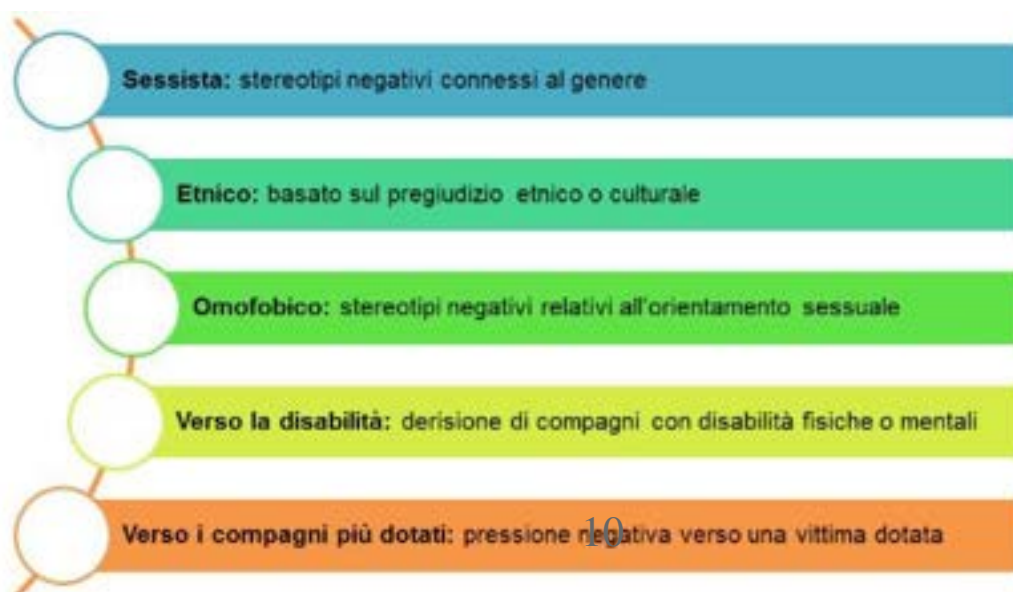 Sessista: stereotipi negativi connessi al genere
Etnico: basato sul pregiudizio etnico o culturale
Omofobico: stereotipi negativi relativi all'orientamento sessuale
Verso la disabilità: derisione di compagni con disabilità fisiche o mentali
Verso i compagni più dotati: pressione negativa verso una vittima dotata
10